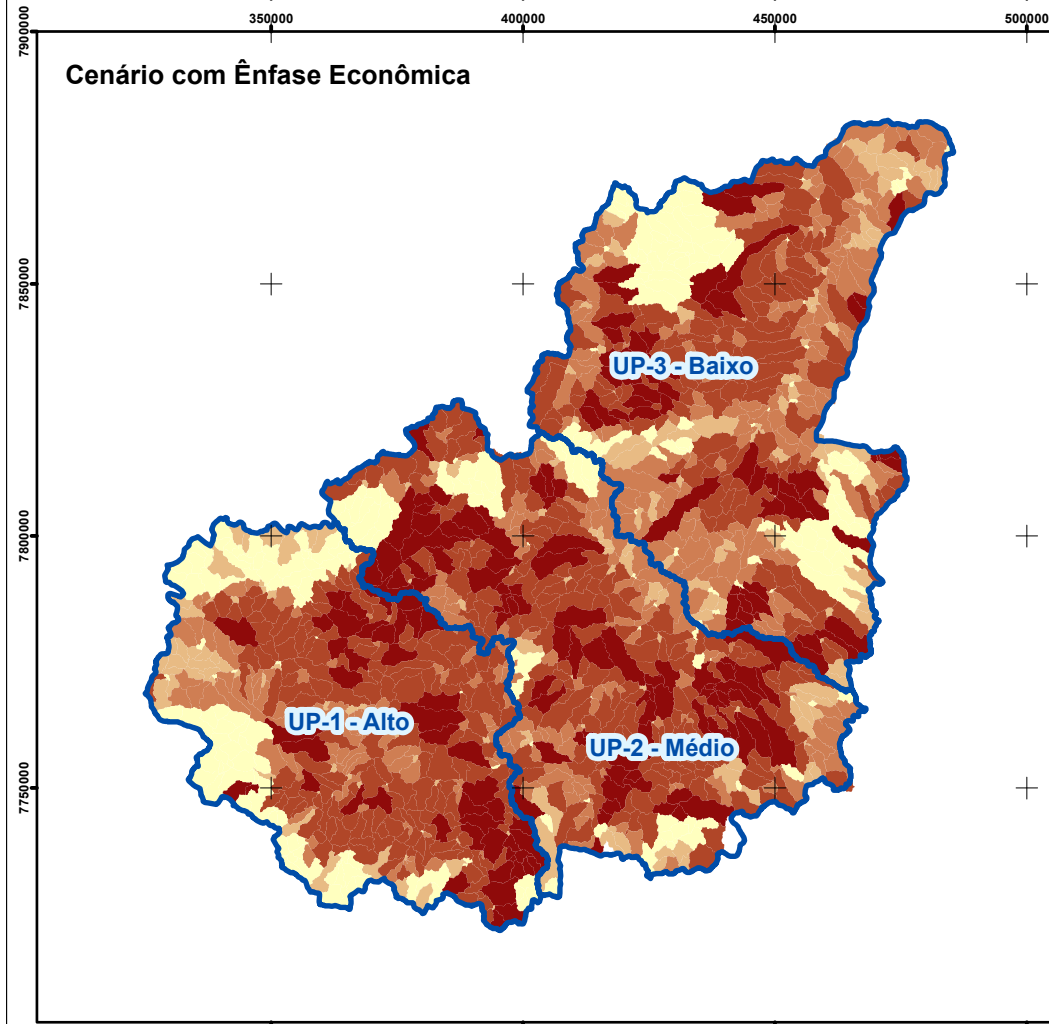 350000 400000 450000 500000
7900000
Cenário com Ênfase Econômica
7850000
UP-3 - Baixo
7800000
UP-1 - Alto
UP-2 - Médio
7750000